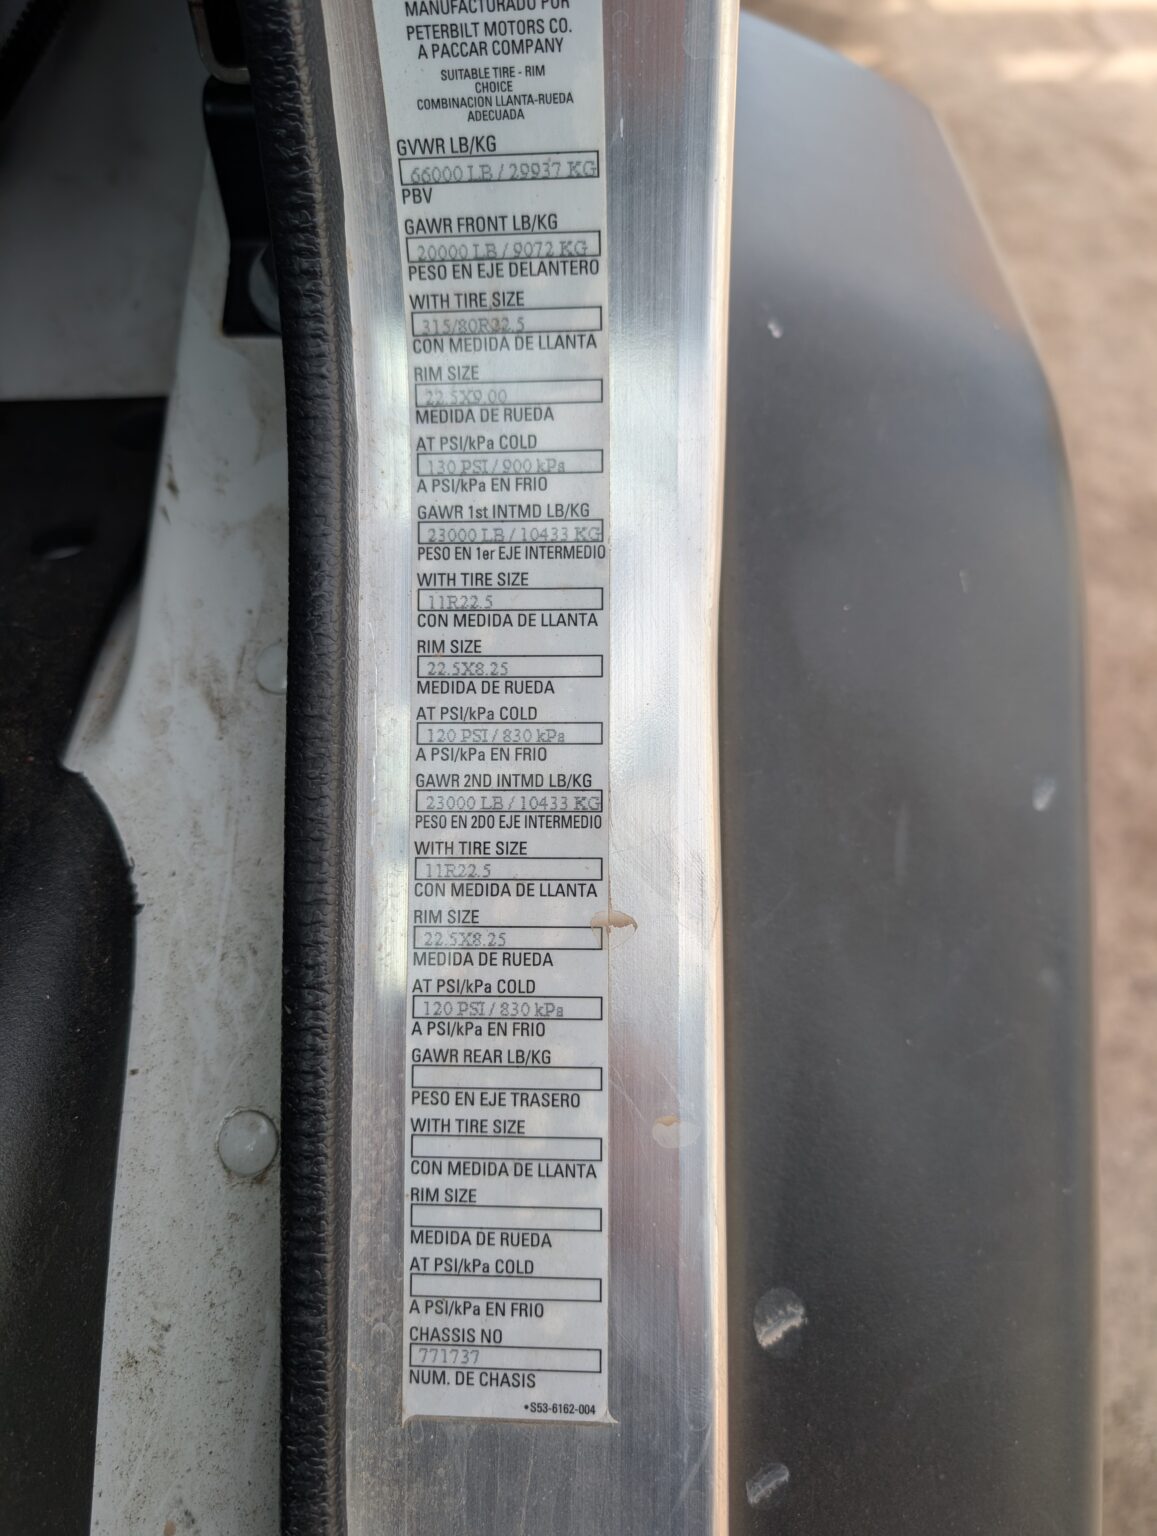 MANUFACTURADO POR
PETERBILT MOTORS CO.
A PACCAR COMPANY
SUITABLE TIRE - RIM
CHOICE
COMBINACION LLANTA-RUEDA
ADECUADA
GVWR LB/KG
66000 LB / 29937 KG
PBV
GAWR FRONT LB/KG
20000 LB / 9072 KG
PESO EN EJE DELANTERO
WITH TIRE SIZE
315/80R22.5
CON MEDIDA DE LLANTA
RIM SIZE
22.5X9.00
MEDIDA DE RUEDA
AT PSI/kPa COLD
130 PSI / 900 kPa
A PSI/kPa EN FRIO
GAWR 1st INTMD LB/KG
23000 LB / 10433 KG
PESO EN 1er EJE INTERMEDIO
WITH TIRE SIZE
11R22.5
CON MEDIDA DE LLANTA
RIM SIZE
22.5X8.25
MEDIDA DE RUEDA
AT PSI/kPa COLD
120 PSI / 830 kPa
A PSI/kPa EN FRIO
GAWR 2ND INTMD LB/KG
23000 LB / 10433 KG
PESO EN 2DO EJE INTERMEDIO
WITH TIRE SIZE
11R22.5
CON MEDIDA DE LLANTA
RIM SIZE
22.5X8.25
MEDIDA DE RUEDA
AT PSI/kPa COLD
120 PSI / 830 kPa
A PSI/kPa EN FRIO
GAWR REAR LB/KG
PESO EN EJE TRASERO
WITH TIRE SIZE
CON MEDIDA DE LLANTA
RIM SIZE
MEDIDA DE RUEDA
AT PSI/kPa COLD
A PSI/kPa EN FRIO
CHASSIS NO
771737
NUM. DE CHASIS
•S53-6162-004